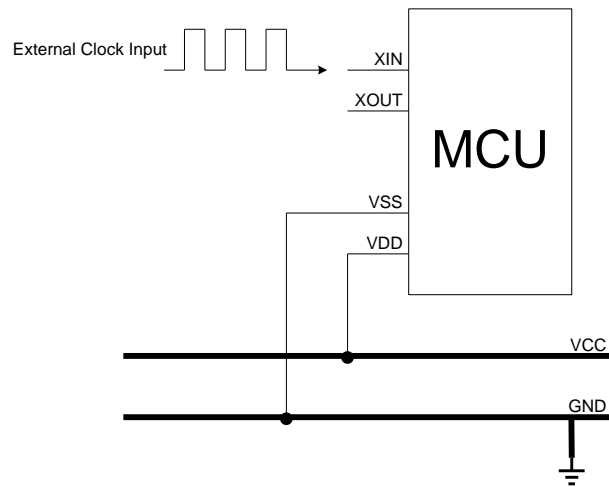 External Clock Input
XIN
XOUT
MCU
VSS
VDD
VCC
GND